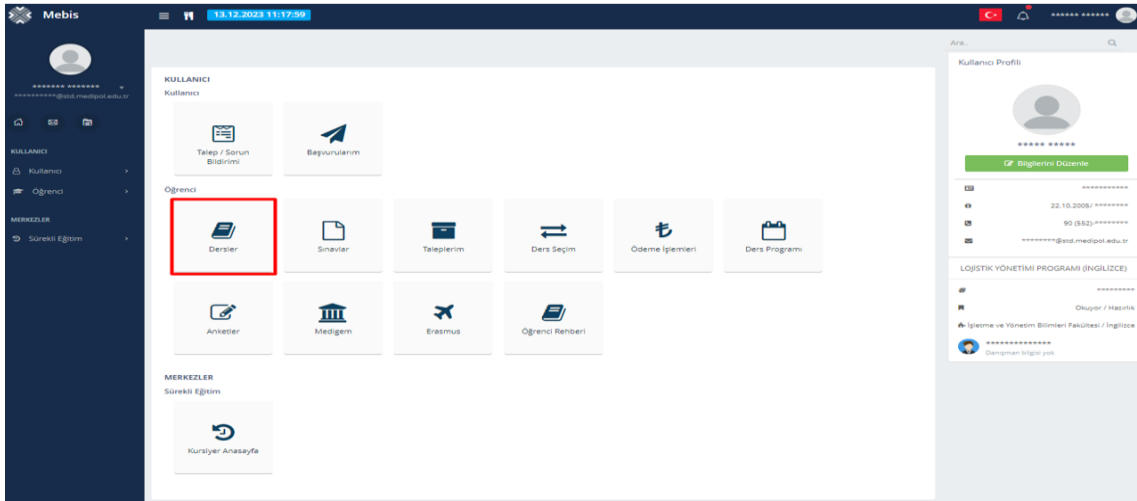 Mebis
13.12.2023 11:17:59
****** ******
******* *******
**********@std.medipol.edu.tr
KULLANICI
Kullanıcı
Öğrenci
MERKEZLER
Sürekli Eğitim
KULLANICI
Kullanıcı
Talep / Sorun
Bildirimi
Başvurularım
Öğrenci
Dersler
Sınavlar
Taleplerim
Ders Seçim
Ödeme İşlemleri
Ders Programı
Anketler
Medigem
Erasmus
Öğrenci Rehberi
MERKEZLER
Sürekli Eğitim
Kursiyer Anasayfa
Ara..
Kullanıcı Profili
***** *****
Bilgilerini Düzenle
***********
22.10.2005/ ********
90 (552)-********
********@std.medipol.edu.tr
LOJİSTİK YÖNETİMİ PROGRAMI (İNGİLİZCE)
*********
Okuyor / Hazırlık
İşletme ve Yönetim Bilimleri Fakültesi / İngilizce
**************
Danışman bilgisi yok